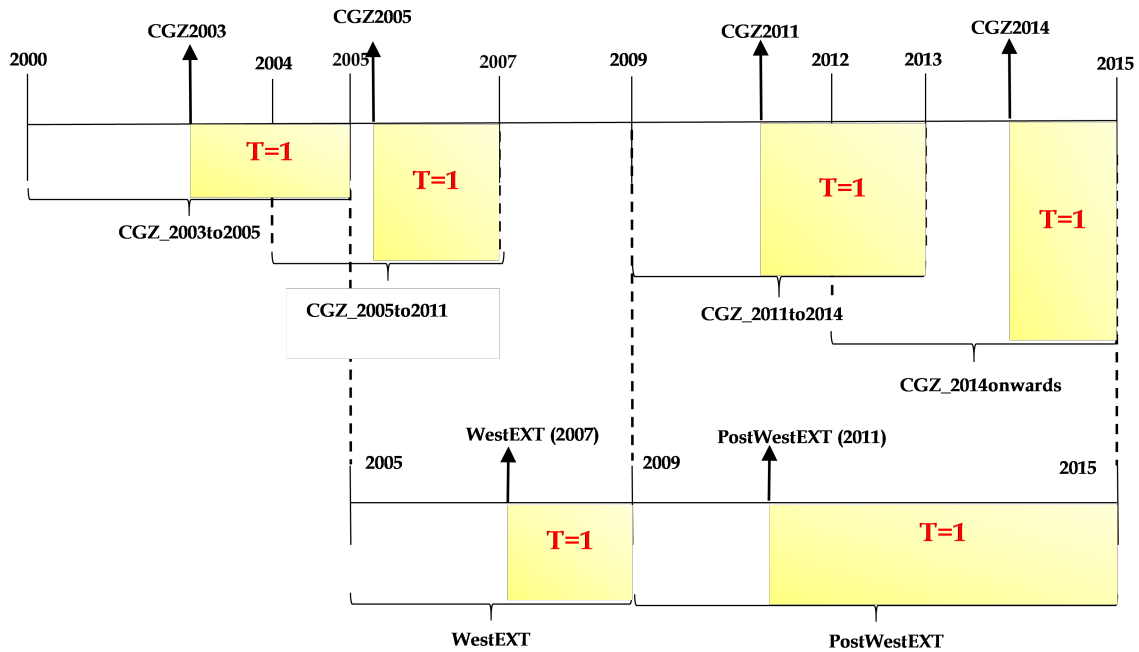 CGZ2003
CGZ2005
CGZ2011
CGZ2014
2000
2004
2005
2007
2009
2012
2013
2015
T=1
T=1
T=1
T=1
CGZ_2003to2005
CGZ_2005to2011
CGZ_2011to2014
CGZ_2014onwards
WestEXT (2007)
PostWestEXT (2011)
2005
2009
2015
T=1
T=1
WestEXT
PostWestEXT